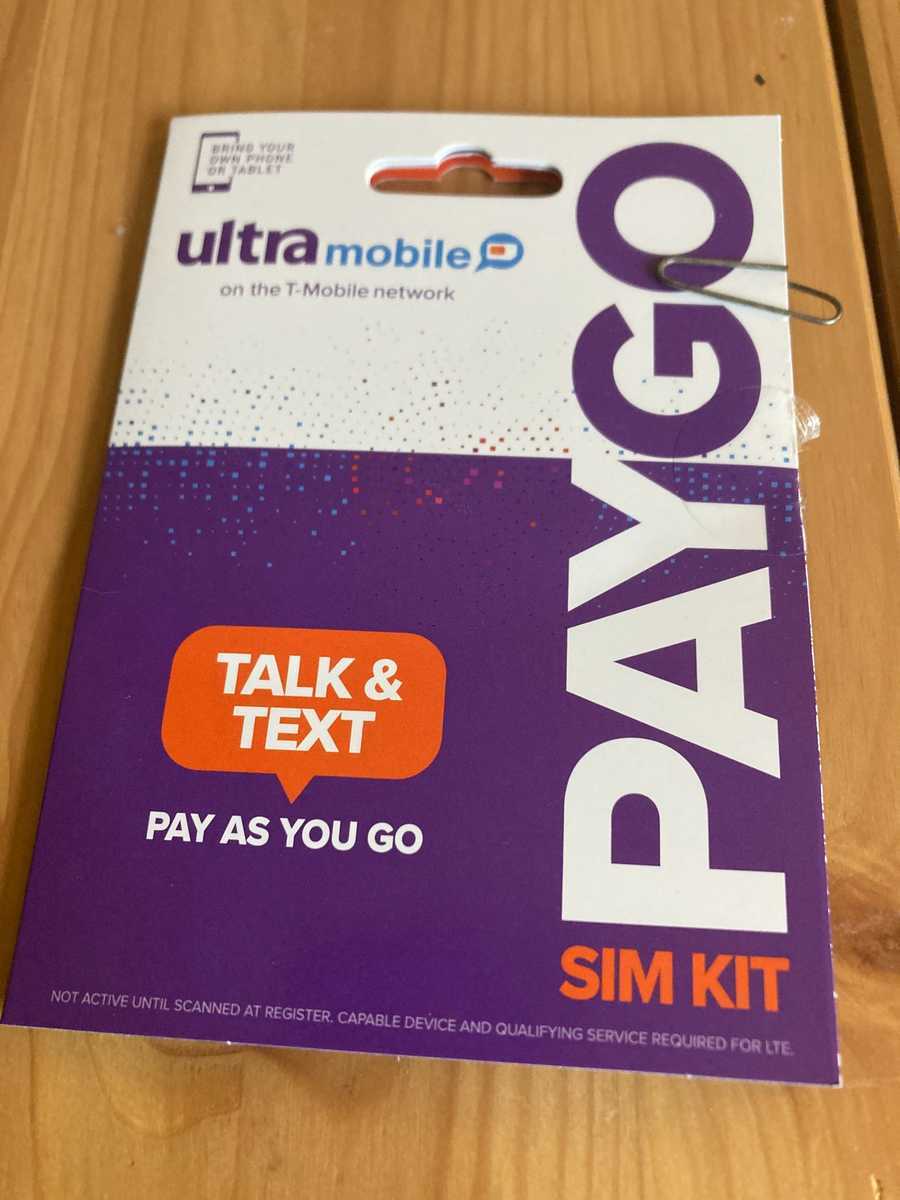 BRING YOUR
OWN PHONE
OR TABLET
ultra mobile
on the T-Mobile network
PAYGO
TALK &
TEXT
PAY AS YOU GO
SIM KIT
NOT ACTIVE UNTIL SCANNED AT REGISTER. CAPABLE DEVICE AND QUALIFYING SERVICE REQUIRED FOR LTE.